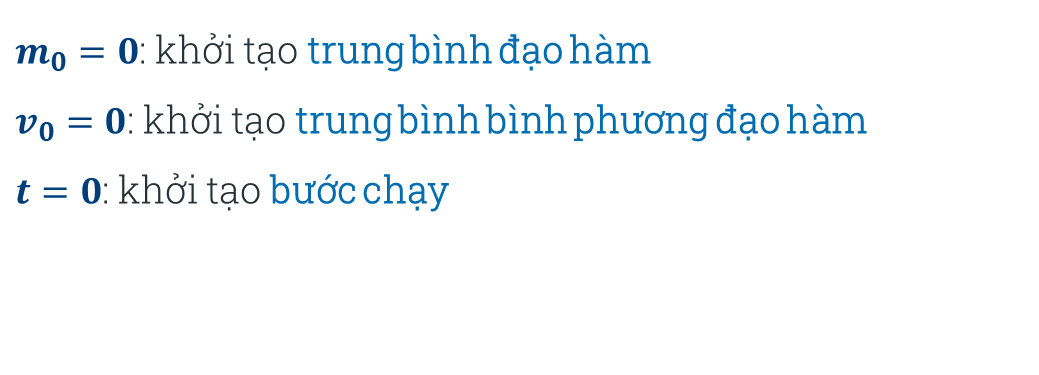 m₀ = 0: khởi tạo trung bình đạo hàm
v₀ = 0: khởi tạo trung bình bình phương đạo hàm
t = 0: khởi tạo bước chạy